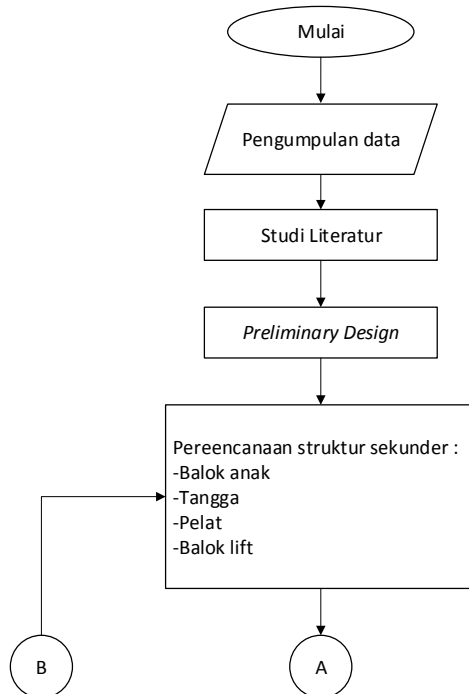 Mulai
Pengumpulan data
Studi Literatur
Preliminary Design
Pereencanaan struktur sekunder :
-Balok anak
-Tangga
-Pelat
-Balok lift
B
A